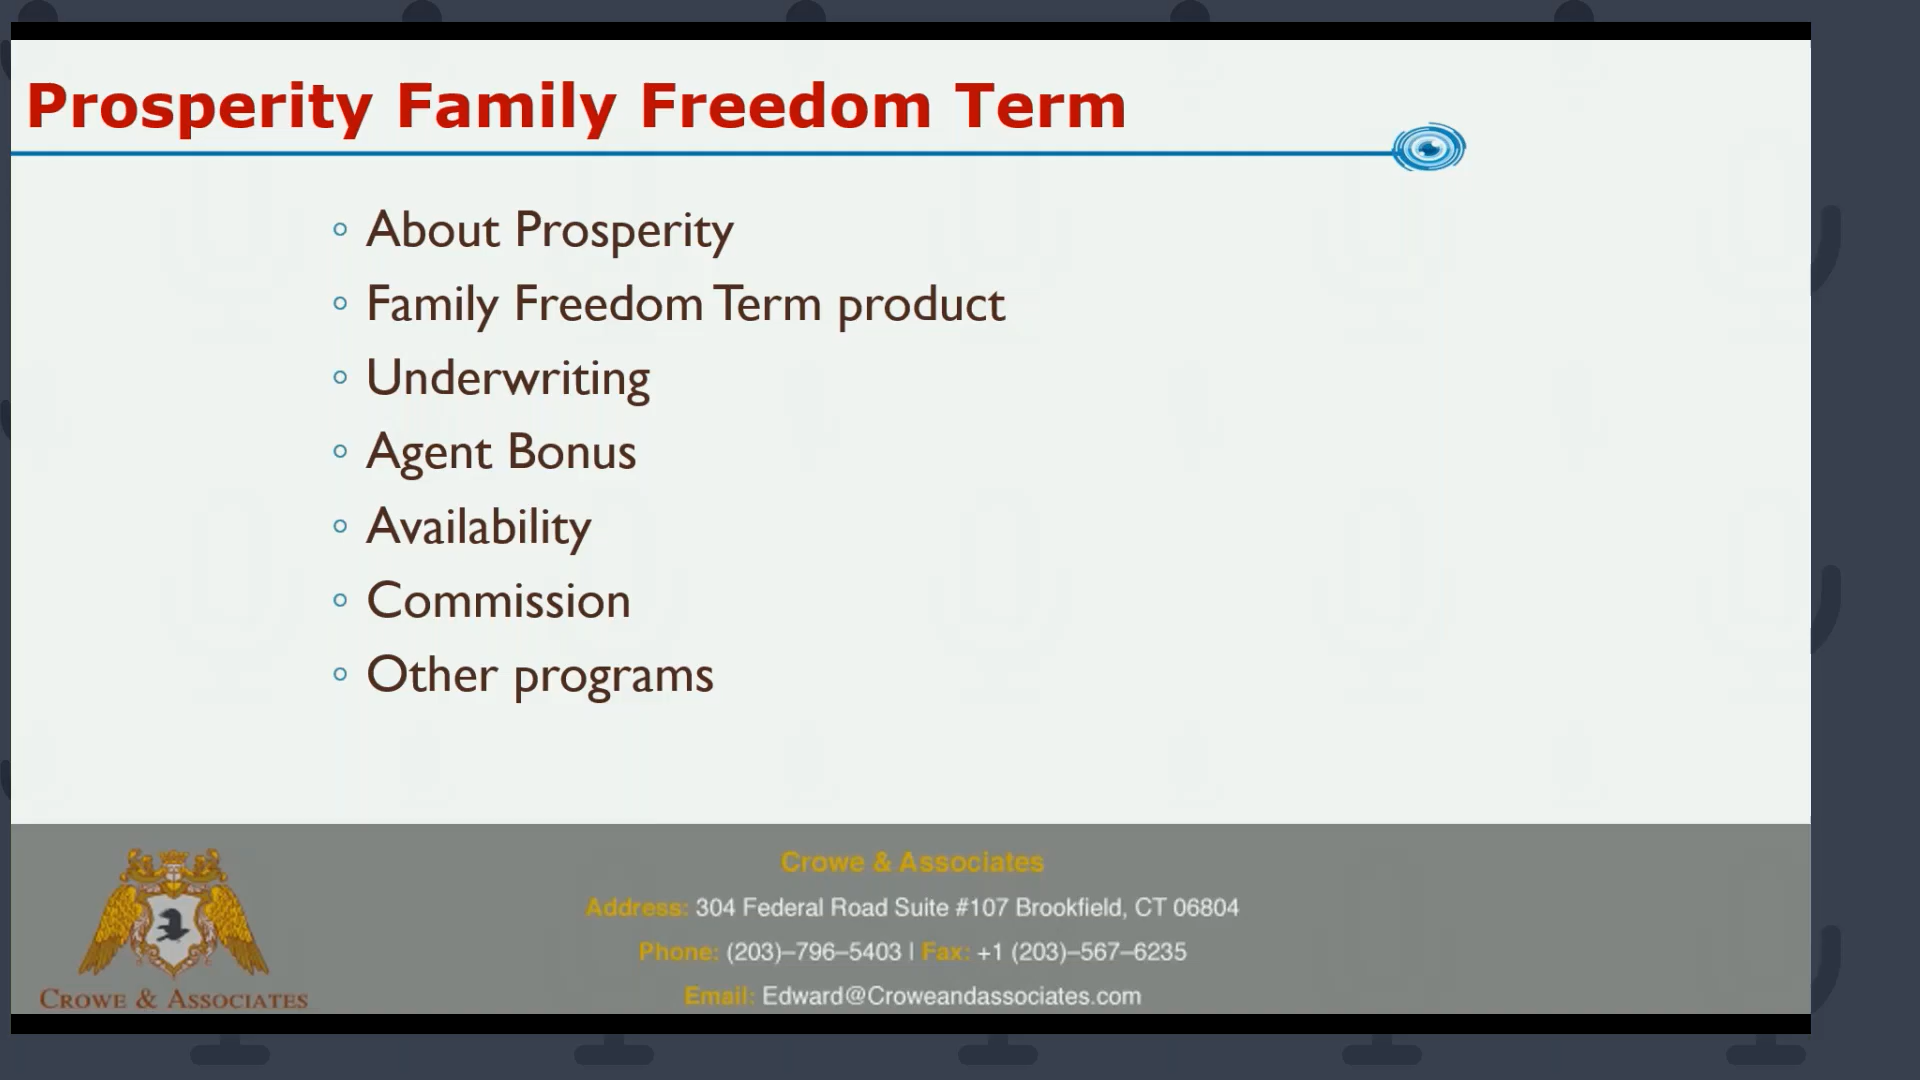 Prosperity Family Freedom Term
About Prosperity
Family Freedom Term product
Underwriting
Agent Bonus
Availability
Commission
Other programs
CROWE & ASSOCIATES
Crowe & Associates
Address: 304 Federal Road Suite #107 Brookfield, CT 06804
Phone: (203)–796–5403 | Fax: +1 (203)–567–6235
Email: Edward@Croweandassociates.com